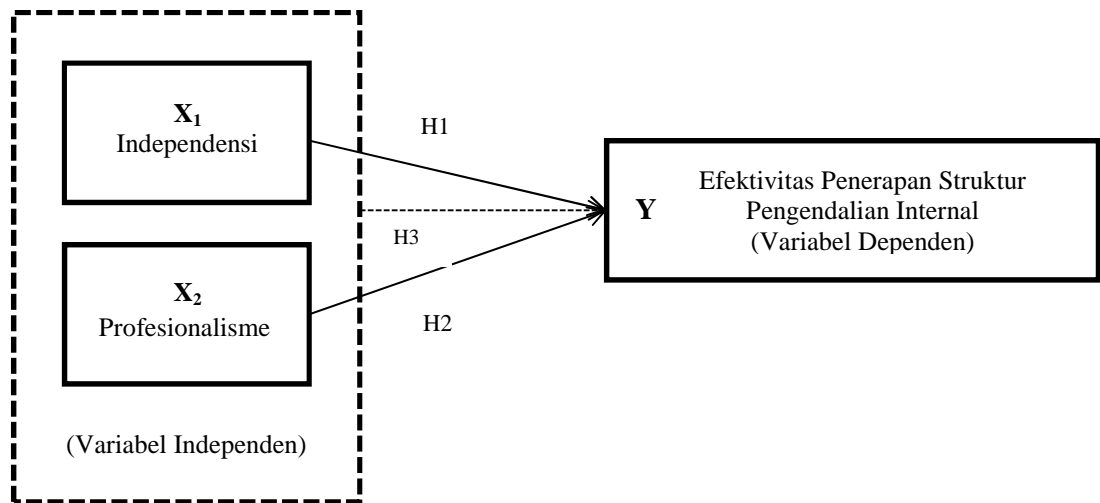 X₁
Independensi
H1
Efektivitas Penerapan Struktur
Y Pengendalian Internal
(Variabel Dependen)
H3
X₂
Profesionalisme
H2
(Variabel Independen)